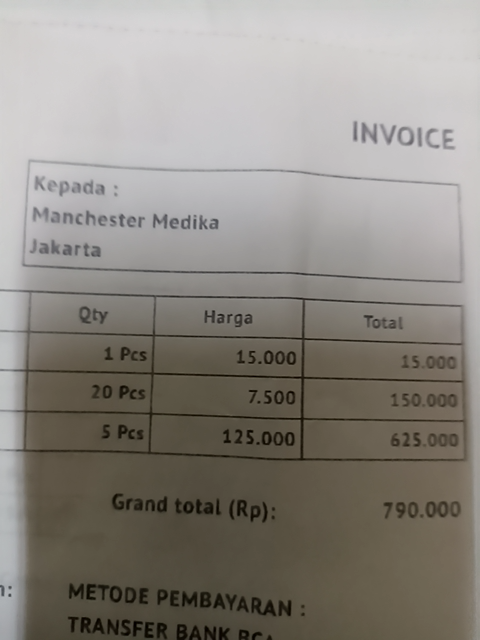 INVOICE
Kepada :
Manchester Medika
Jakarta
Qty Harga Total
1 Pcs 15.000 15.000
20 Pcs 7.500 150.000
5 Pcs 125.000 625.000
Grand total (Rp): 790.000
METODE PEMBAYARAN :
TRANSFER BANK BCA